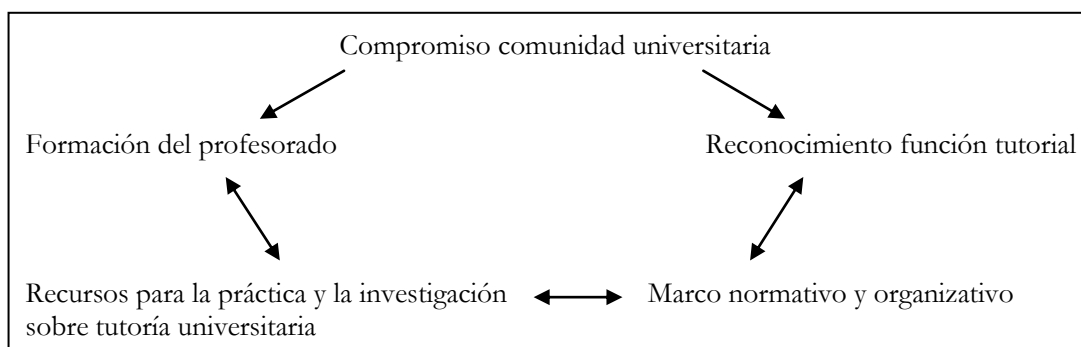 Compromiso comunidad universitaria
Formación del profesorado
Reconocimiento función tutorial
Recursos para la práctica y la investigación
sobre tutoría universitaria
Marco normativo y organizativo